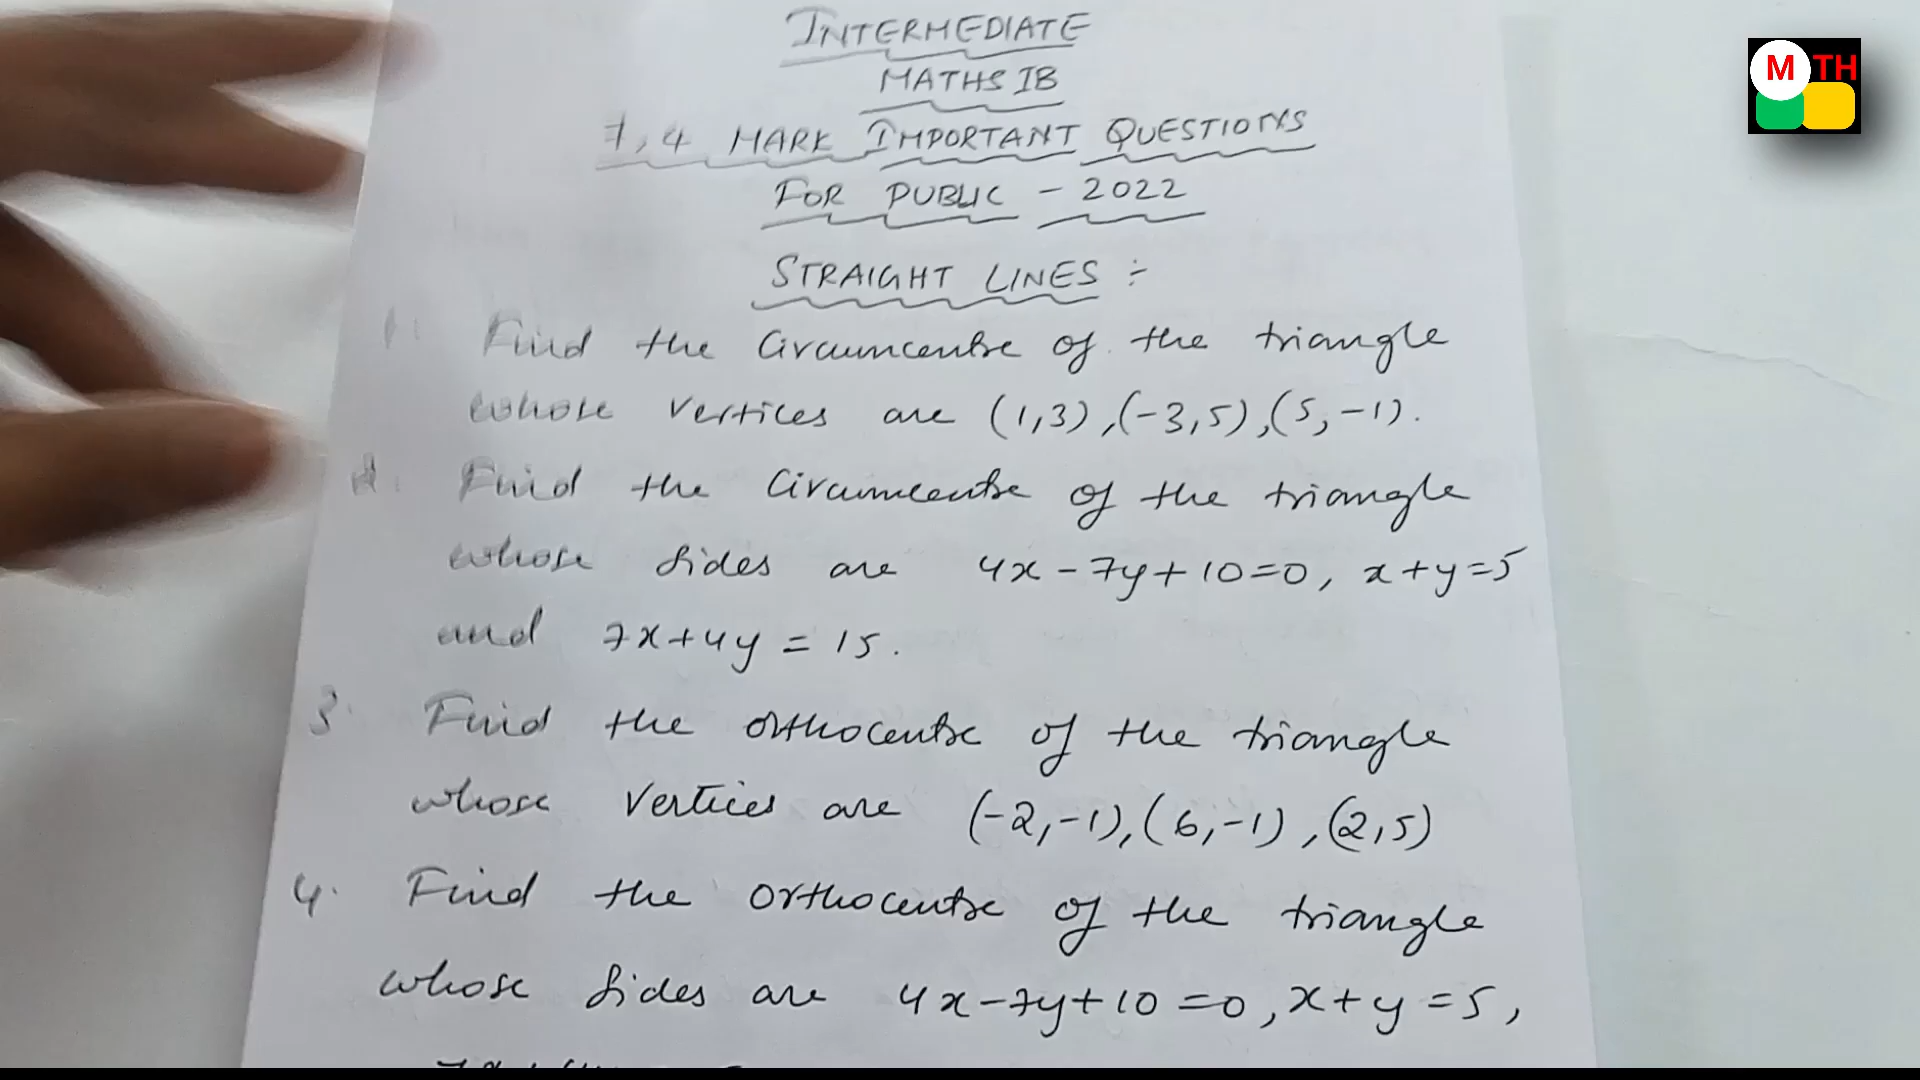 INTERMEDIATE
MATHS IB
7,4 MARK IMPORTANT QUESTIONS
FOR PUBLIC - 2022
STRAIGHT LINES :-
1. Find the Circumcentre of the triangle
whose vertices are (1,3),(-3,5),(5,-1).
2. Find the Circumcentre of the triangle
whose sides are 4x-7y+10=0, x+y=5
and 7x+4y=15.
3. Find the orthocentre of the triangle
whose vertices are (-2,-1),(6,-1),(2,5)
4. Find the orthocentre of the triangle
whose sides are 4x-7y+10=0, x+y=5,
M TH